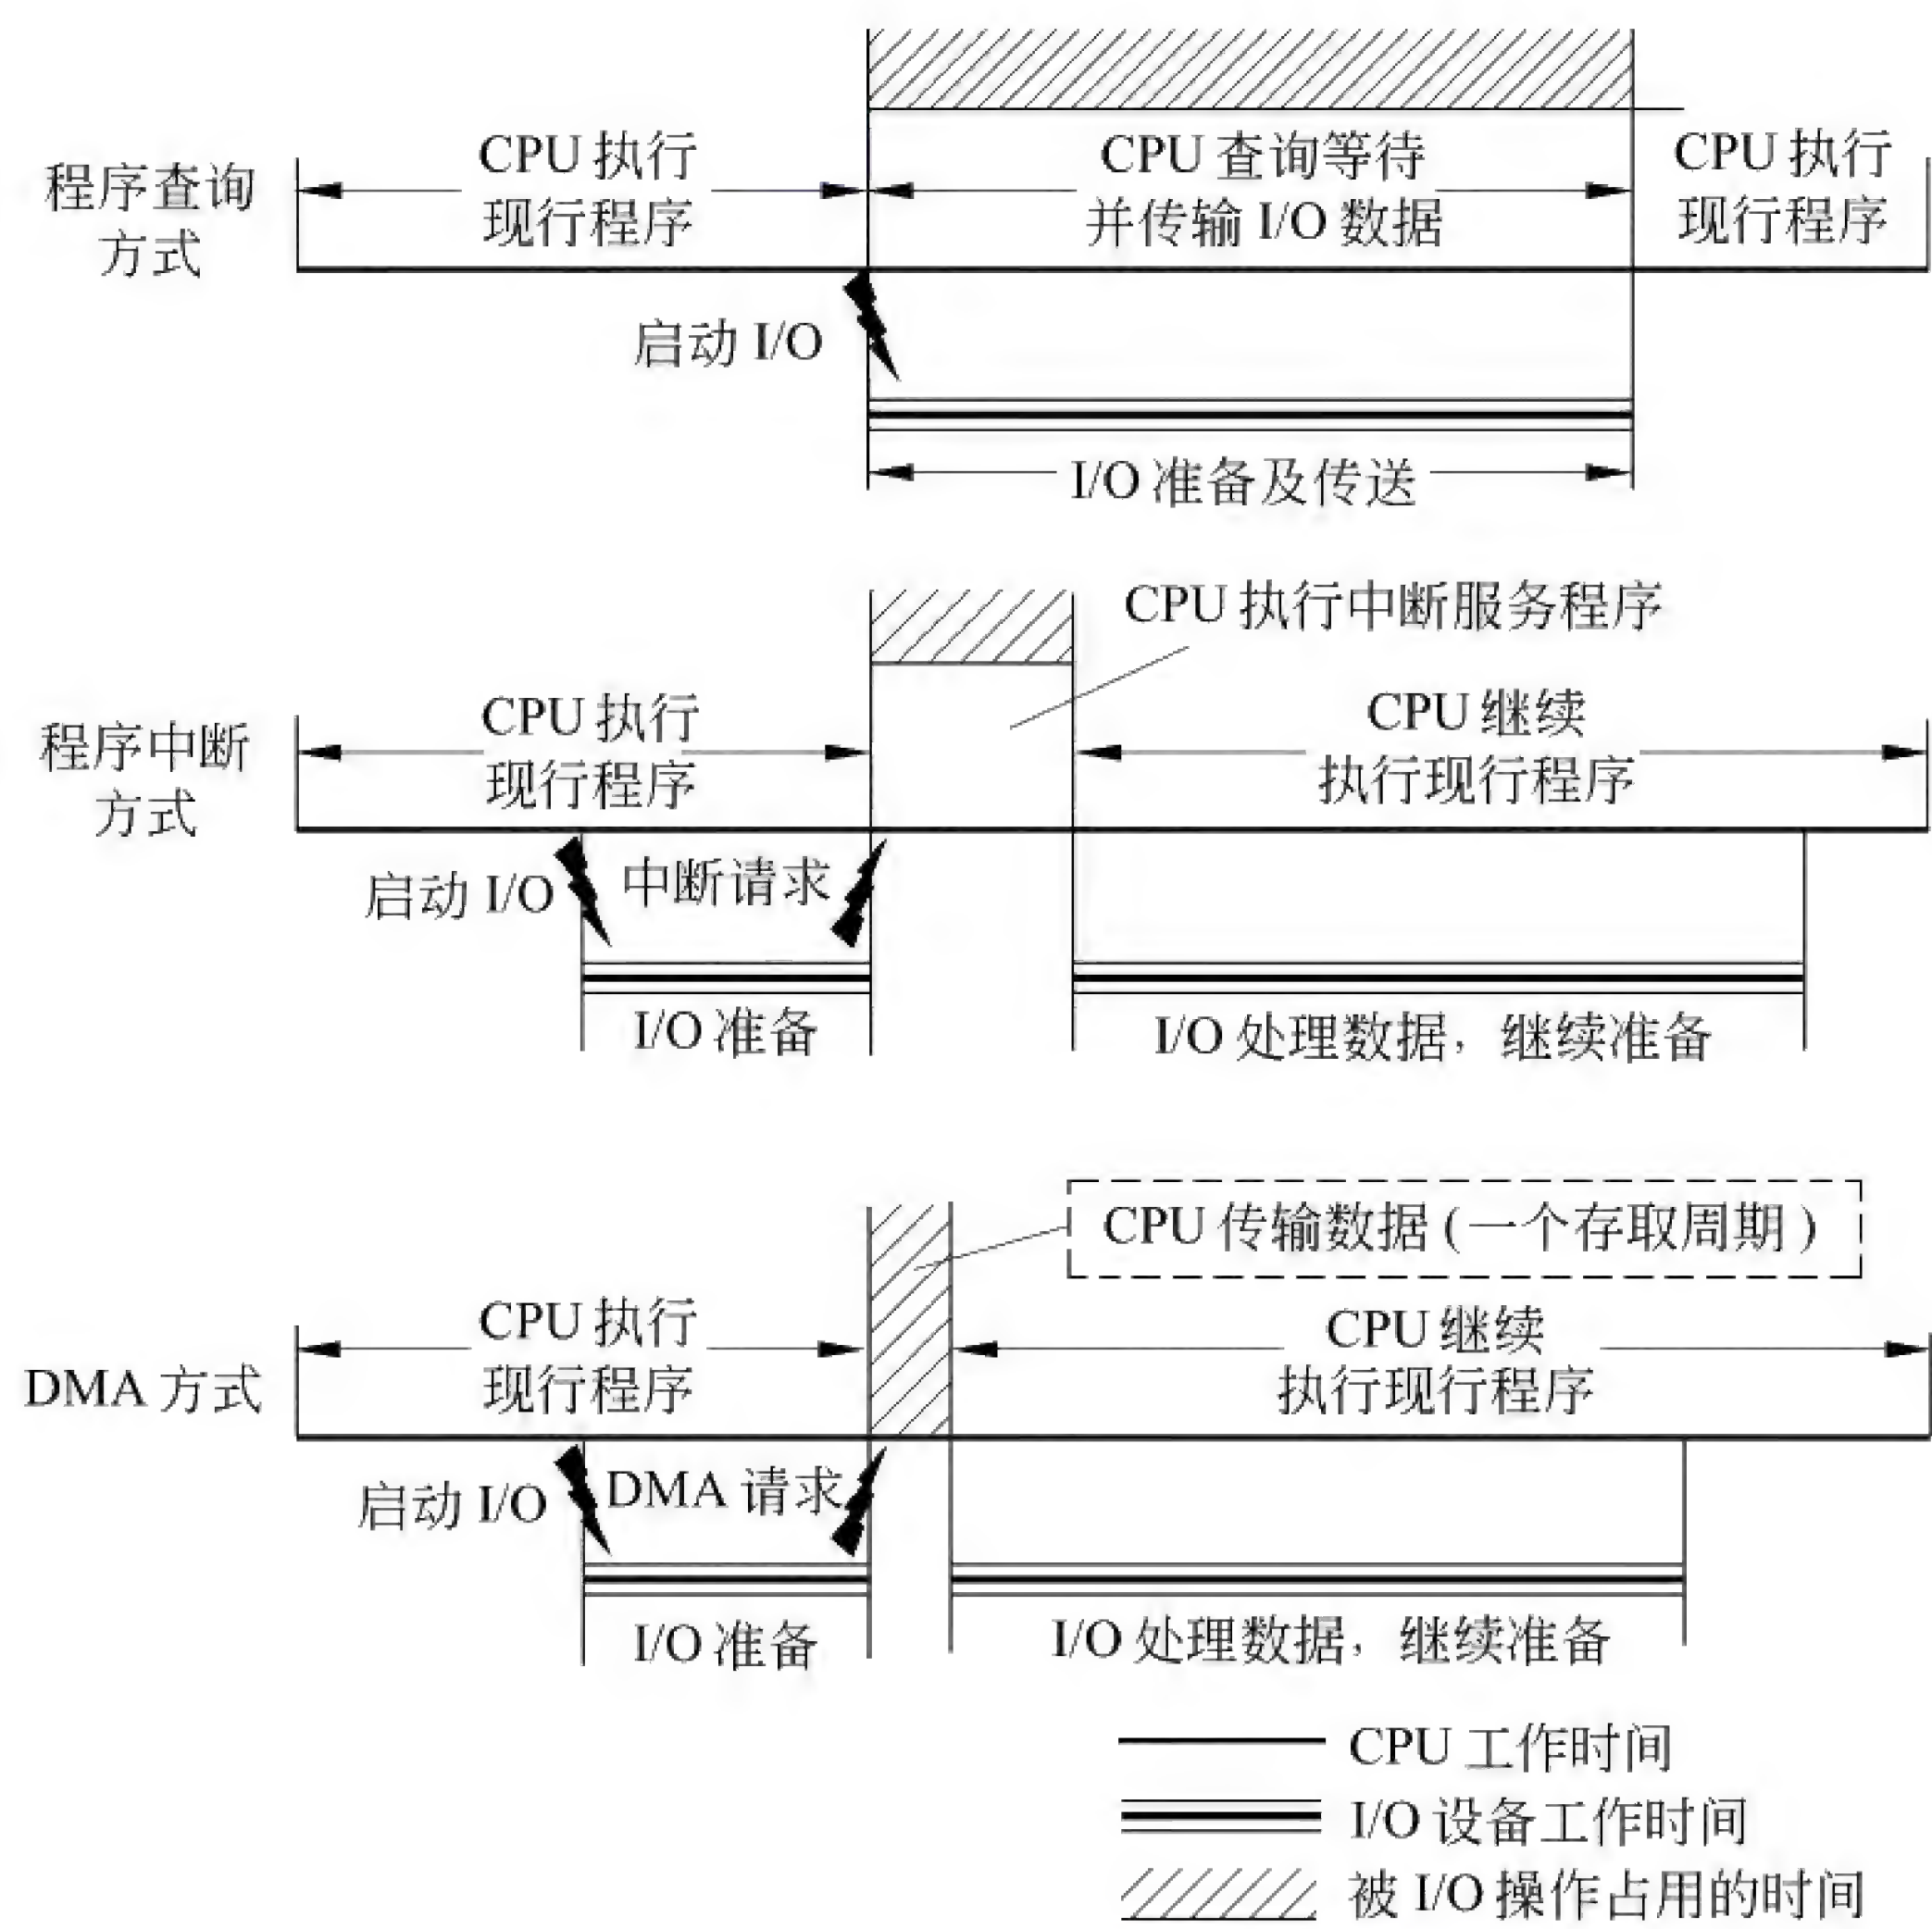 CPU 执行
现行程序
CPU 查询等待
并传输 I/O 数据
CPU 执行
现行程序
程序查询
方式
启动 I/O
I/O 准备及传送
CPU 执行中断服务程序
程序中断
方式
CPU 执行
现行程序
CPU 继续
执行现行程序
启动 I/O
中断请求
I/O 准备
I/O 处理数据，继续准备
CPU 传输数据(一个存取周期)
DMA 方式
CPU 执行
现行程序
CPU 继续
执行现行程序
启动 I/O
DMA 请求
I/O 准备
I/O 处理数据，继续准备
CPU 工作时间
I/O 设备工作时间
被 I/O 操作占用的时间